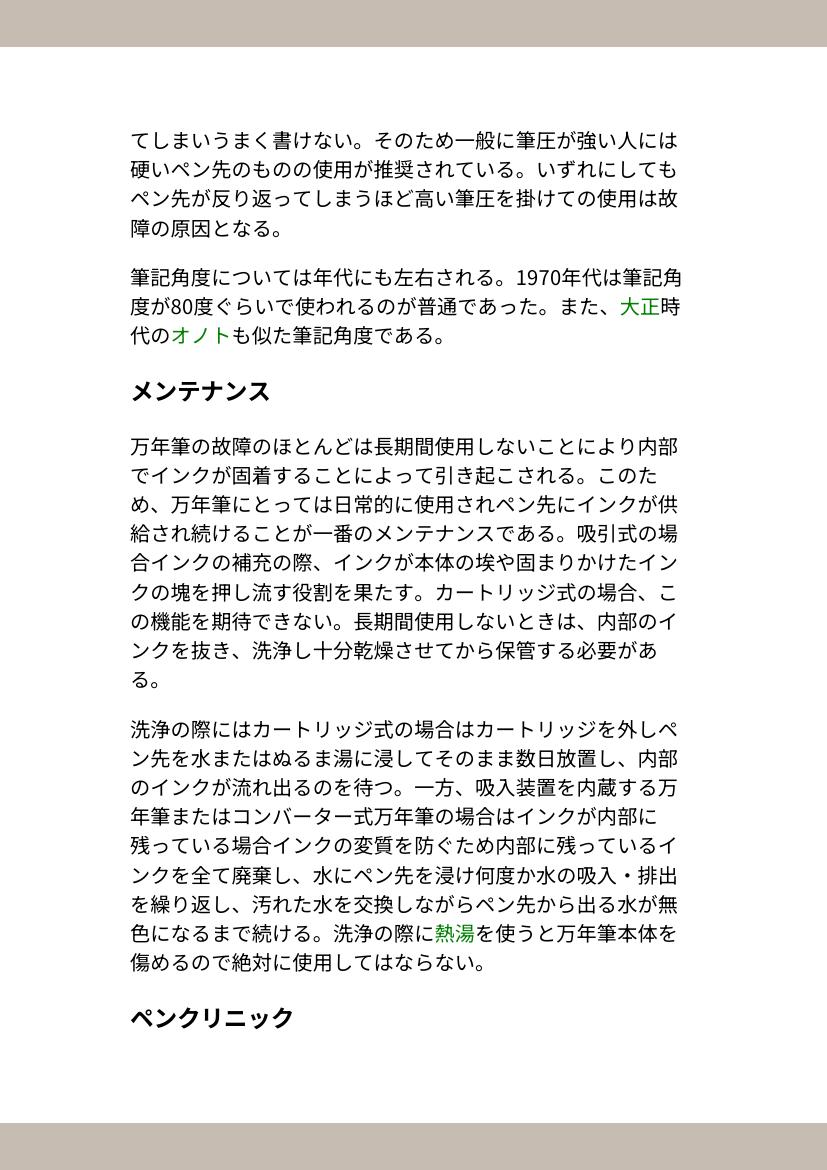 てしまいうまく書けない。そのため一般に筆圧が強い人には
硬いペン先のものの使用が推奨されている。いずれにしても
ペン先が反り返ってしまうほど高い筆圧を掛けての使用は故
障の原因となる。
筆記角度については年代にも左右される。1970年代は筆記角
度が80度ぐらいで使われるのが普通であった。また、大正時
代のオノトも似た筆記角度である。
メンテナンス
万年筆の故障のほとんどは長期間使用しないことにより内部
でインクが固着することによって引き起こされる。このた
め、万年筆にとっては日常的に使用されペン先にインクが供
給され続けることが一番のメンテナンスである。吸引式の場
合インクの補充の際、インクが本体の埃や固まりかけたイン
クの塊を押し流す役割を果たす。カートリッジ式の場合、こ
の機能を期待できない。長期間使用しないときは、内部のイ
ンクを抜き、洗浄し十分乾燥させてから保管する必要があ
る。
洗浄の際にはカートリッジ式の場合はカートリッジを外しペ
ン先を水またはぬるま湯に浸してそのまま数日放置し、内部
のインクが流れ出るのを待つ。一方、吸入装置を内蔵する万
年筆またはコンバーター式万年筆の場合はインクが内部に
残っている場合インクの変質を防ぐため内部に残っているイ
ンクを全て廃棄し、水にペン先を浸け何度か水の吸入・排出
を繰り返し、汚れた水を交換しながらペン先から出る水が無
色になるまで続ける。洗浄の際に熱湯を使うと万年筆本体を
傷めるので絶対に使用してはならない。
ペンクリニック